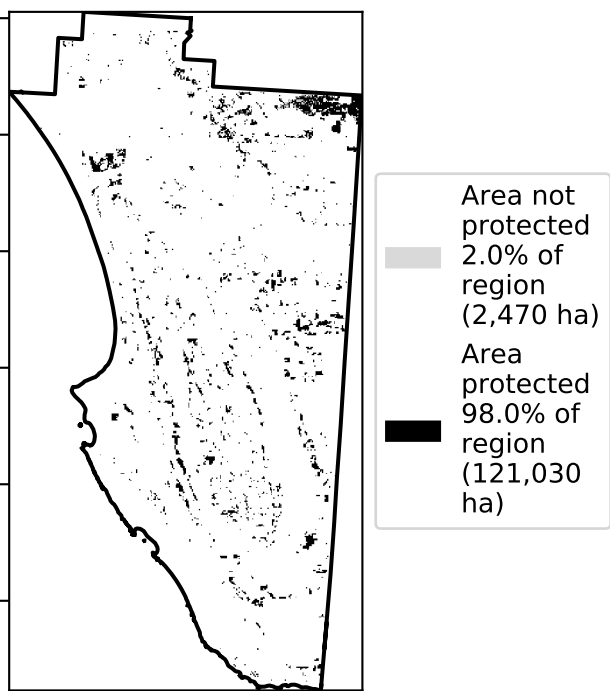 Area not
protected
2.0% of
region
(2,470 ha)
Area
protected
98.0% of
region
(121,030
ha)